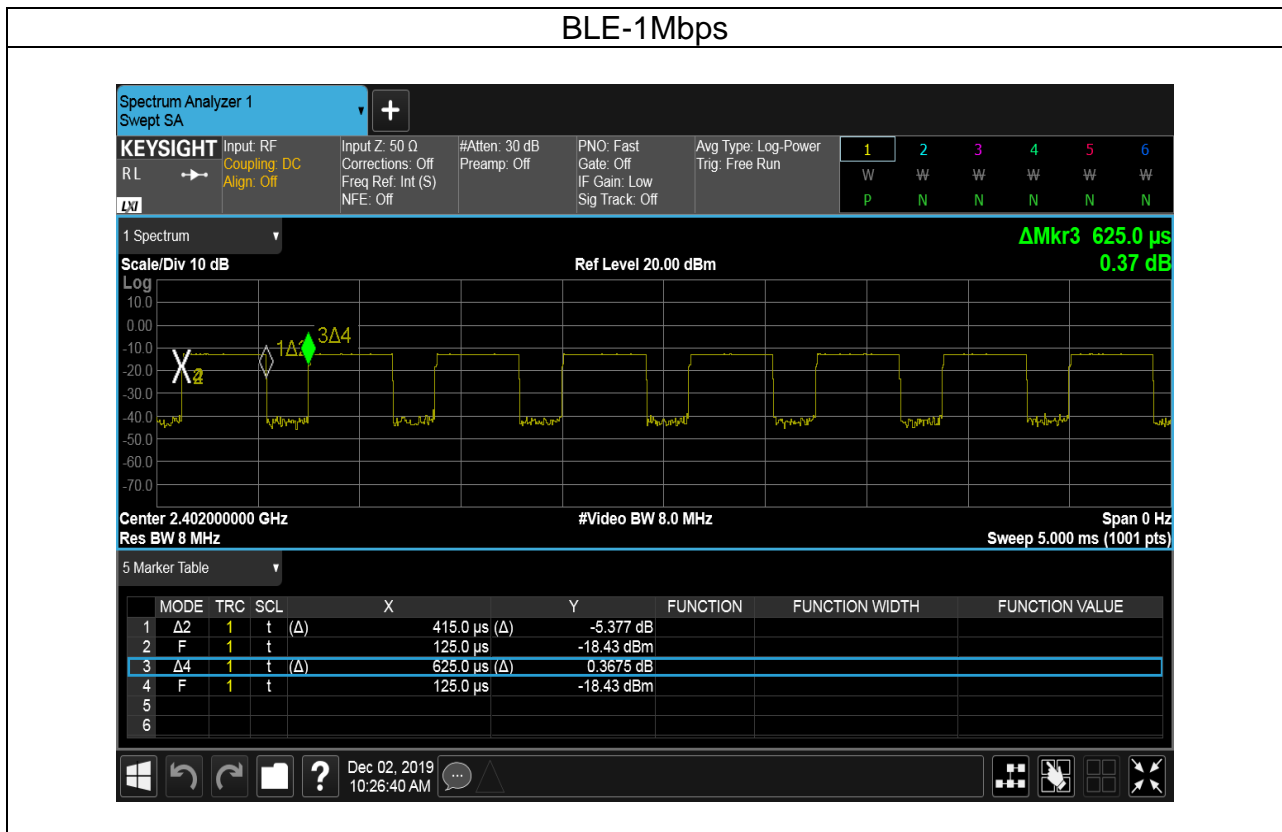 BLE-1Mbps
Spectrum Analyzer 1
Swept SA
KEYSIGHT
RL
LXI
Input: RF
Coupling: DC
Align: Off
Input Z: 50 Ω
Corrections: Off
Freq Ref: Int (S)
NFE: Off
#Atten: 30 dB
Preamp: Off
PNO: Fast
Gate: Off
IF Gain: Low
Sig Track: Off
Avg Type: Log-Power
Trig: Free Run
1 2 3 4 5 6
W W W W W W
P N N N N N
1 Spectrum
ΔMkr3 625.0 µs
0.37 dB
Scale/Div 10 dB
Ref Level 20.00 dBm
Log
10.0
0.00
-10.0
-20.0
-30.0
-40.0
-50.0
-60.0
-70.0
1Δ2
3Δ4
Center 2.402000000 GHz
#Video BW 8.0 MHz
Span 0 Hz
Res BW 8 MHz
Sweep 5.000 ms (1001 pts)
5 Marker Table
MODE TRC SCL X Y FUNCTION FUNCTION WIDTH FUNCTION VALUE
1 Δ2 1 t (Δ) 415.0 µs (Δ) -5.377 dB
2 F 1 t 125.0 µs -18.43 dBm
3 Δ4 1 t (Δ) 625.0 µs (Δ) 0.3675 dB
4 F 1 t 125.0 µs -18.43 dBm
5
6
?
Dec 02, 2019
10:26:40 AM